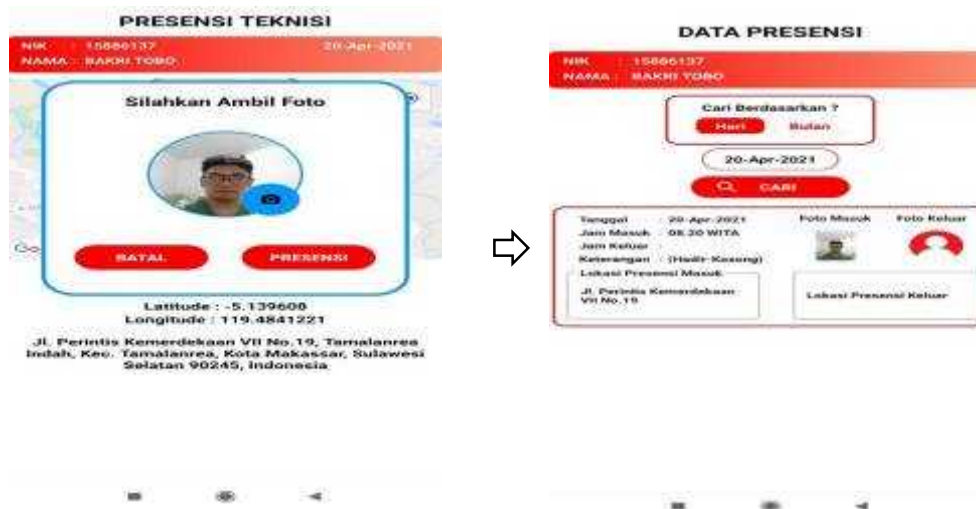 PRESENSI TEKNISI
NIK : 15886137 20-Apr-2021
NAMA : BAKRI TOBO
Silahkan Ambil Foto
BATAL PRESENSI
Latitude : -5.139608
Longitude : 119.4841221
Jl. Perintis Kemerdekaan VII No.19, Tamalanrea
Indah, Kec. Tamalanrea, Kota Makassar, Sulawesi
Selatan 90245, Indonesia
DATA PRESENSI
NIK : 15886137
NAMA : BAKRI TOBO
Cari Berdasarkan ?
Hari Bulan
20-Apr-2021
CARI
Tanggal : 20-Apr-2021
Jam Masuk : 08.20 WITA
Jam Keluar :
Keterangan : (Hadir-Kosong)
Foto Masuk Foto Keluar
Lokasi Presensi Masuk
Jl. Perintis Kemerdekaan
VII No.19
Lokasi Presensi Keluar